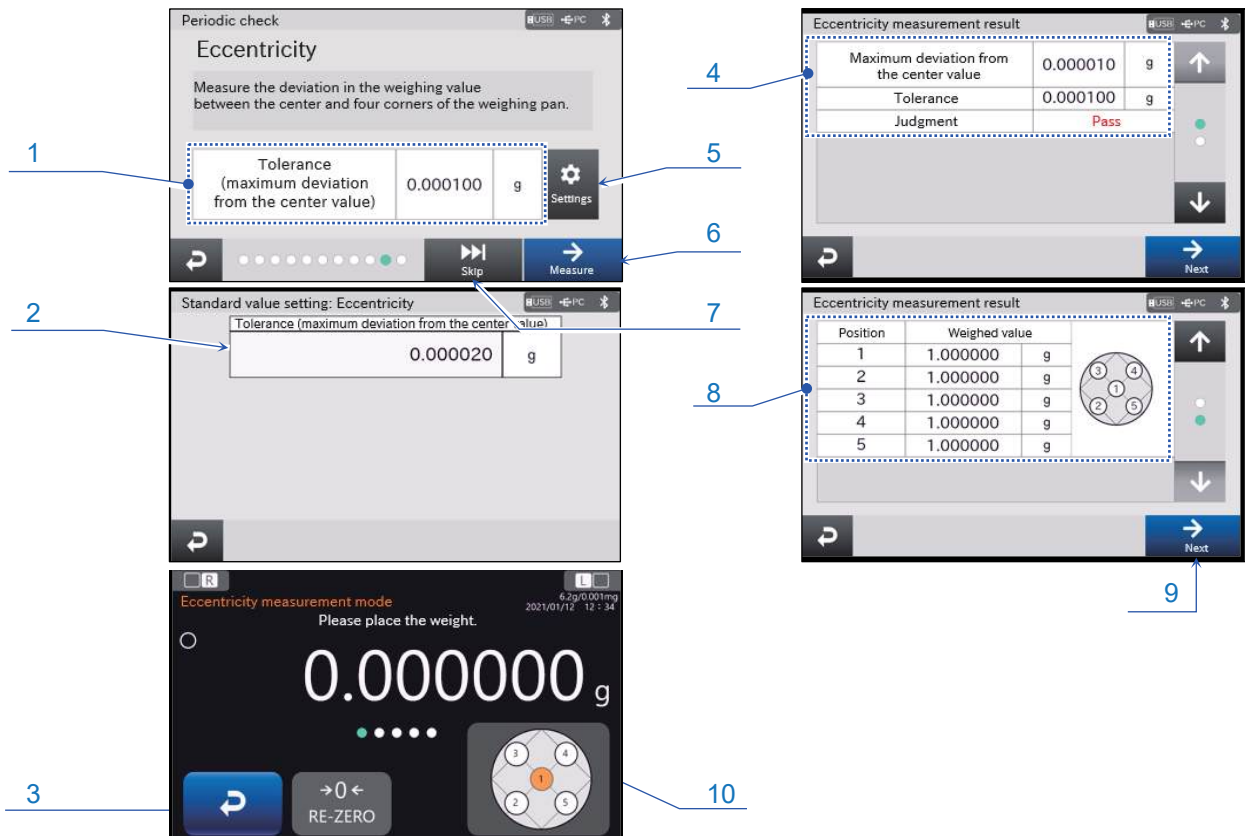 Periodic check
USB PC
Eccentricity
Measure the deviation in the weighing value
between the center and four corners of the weighing pan.
1
Tolerance
(maximum deviation
from the center value)
0.000100 g
Settings
5
6
Skip
Measure
7
2
Standard value setting: Eccentricity
USB PC
Tolerance (maximum deviation from the center value)
0.000020 g
R
L
Eccentricity measurement mode
6.2g/0.001mg
2021/01/12 12:34
Please place the weight.
0.000000 g
3
→0←
RE-ZERO
3 4
1
2 5
10
Eccentricity measurement result
USB PC
4
Maximum deviation from
the center value
0.000010 g
Tolerance 0.000100 g
Judgment Pass
Next
Eccentricity measurement result
USB PC
8
Position Weighed value
1 1.000000 g
2 1.000000 g
3 1.000000 g
4 1.000000 g
5 1.000000 g
3 4
1
2 5
Next
9